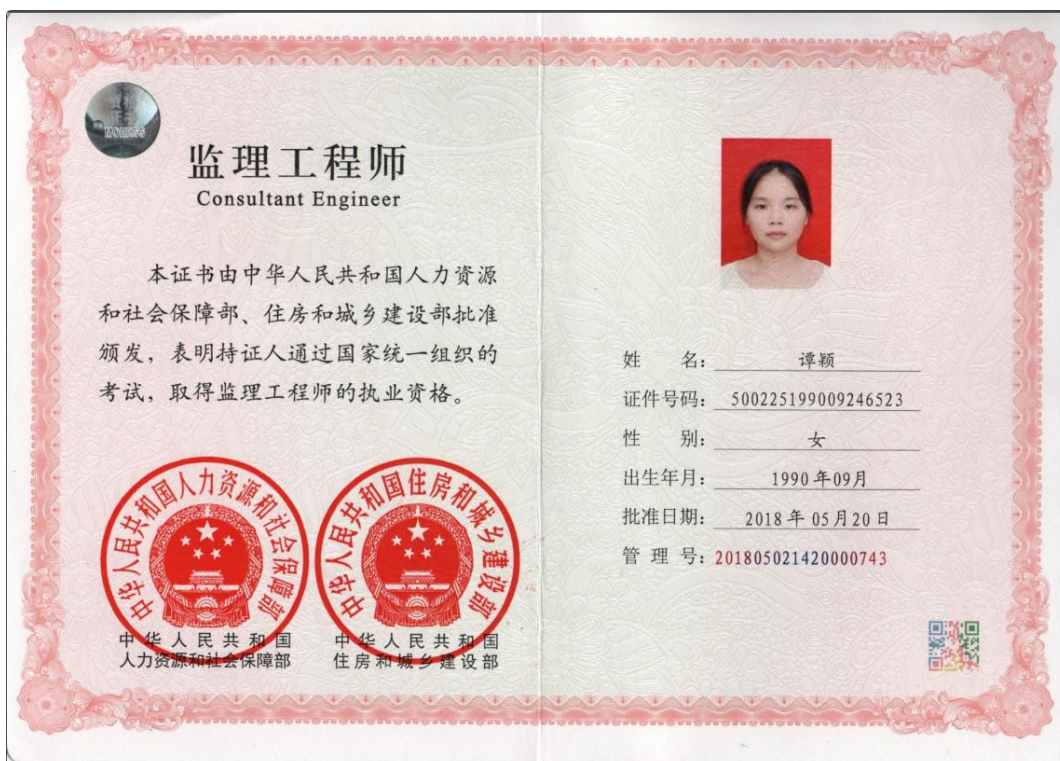 监理工程师
Consultant Engineer
本证书由中华人民共和国人力资源
和社会保障部、住房和城乡建设部批准
颁发，表明持证人通过国家统一组织的
考试，取得监理工程师的执业资格。
中华人民共和国人力资源和社会保障部
中华人民共和国住房和城乡建设部
中华人民共和国
人力资源和社会保障部
中华人民共和国
住房和城乡建设部
姓 名：谭颖
证件号码：500225199009246523
性 别：女
出生年月：1990年09月
批准日期：2018年05月20日
管 理 号：201805021420000743